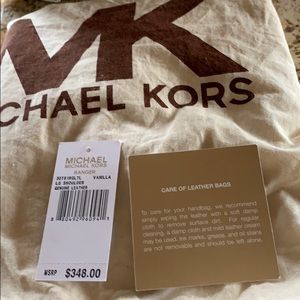 MK
CHAEL KORS
MICHAEL
MICHAEL KORS
RANGER
VANILLA
LG SHOULDER
GENUINE LEATHER
MSRP $348.00
CARE OF LEATHER BAGS
To care for your handbag, we recommend
simply wiping the leather with a soft damp
cloth to remove surface dirt. For regular
cleaning, a damp cloth and mild leather cream
may be used. Ink marks, grease, and oil stains
are not removable and should be left alone.